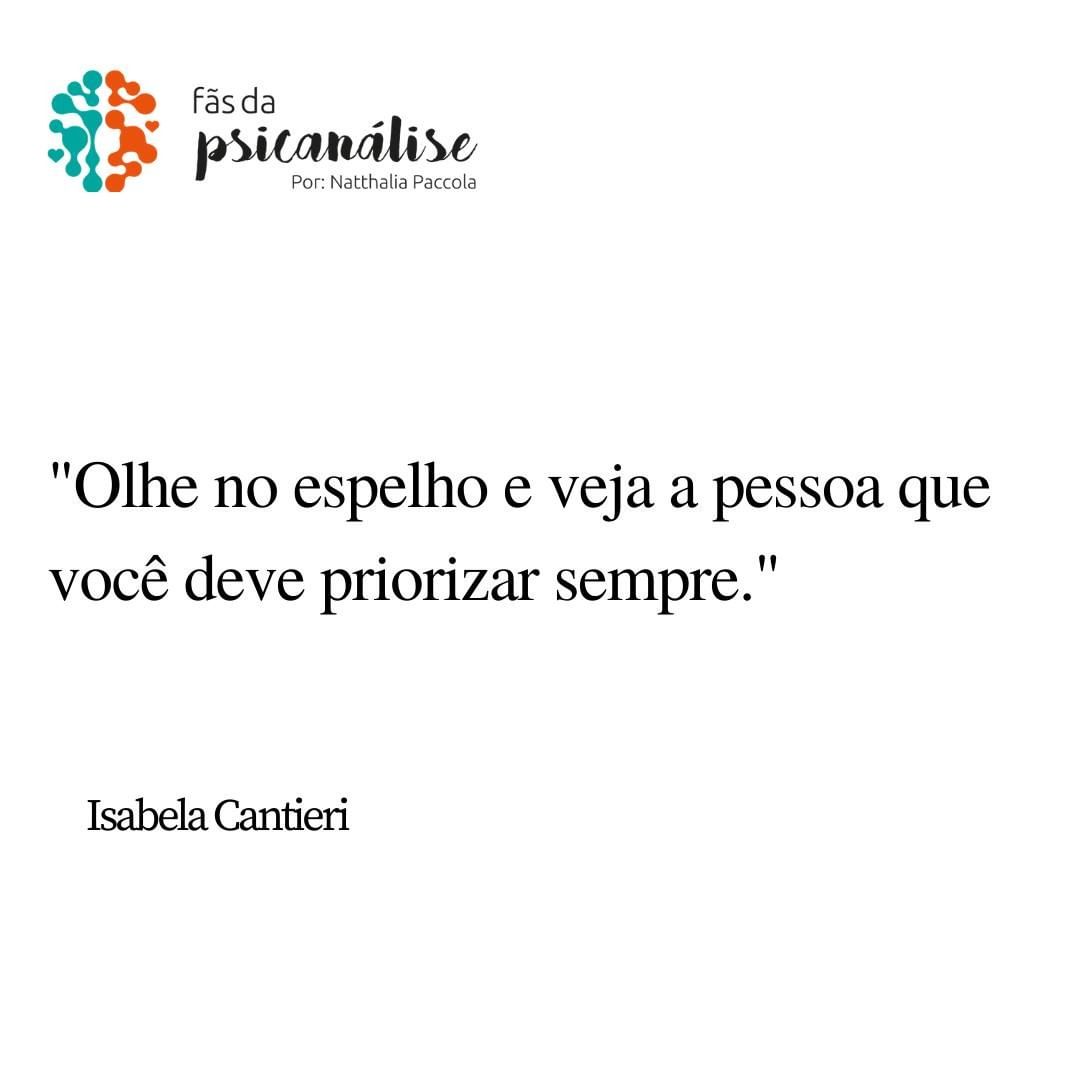 fãs da
psicanálise
Por: Natthalia Paccola
"Olhe no espelho e veja a pessoa que
você deve priorizar sempre."
Isabela Cantieri